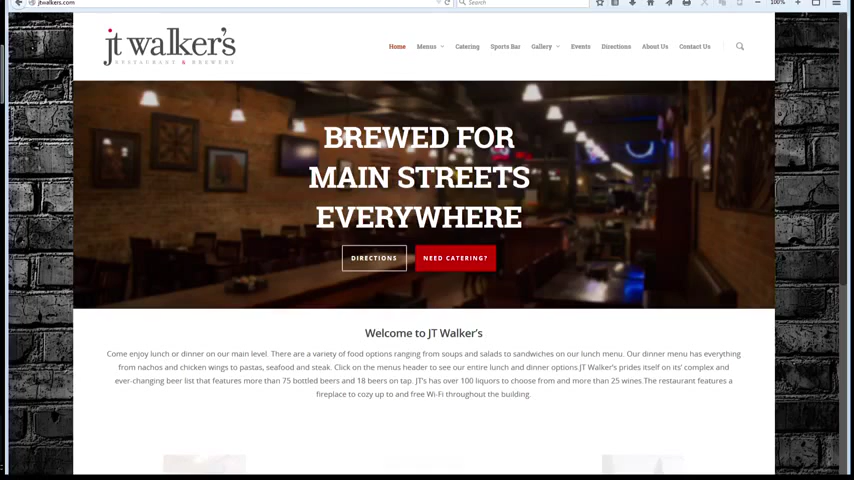 jtwalkers.com
Search
100%
jt walker's
RESTAURANT & BREWERY
Home Menus Catering Sports Bar Gallery Events Directions About Us Contact Us
BREWED FOR
MAIN STREETS
EVERYWHERE
DIRECTIONS NEED CATERING?
Welcome to JT Walker's
Come enjoy lunch or dinner on our main level. There are a variety of food options ranging from soups and salads to sandwiches on our lunch menu. Our dinner menu has everything
from nachos and chicken wings to pastas, seafood and steak. Click on the menus header to see our entire lunch and dinner options.JT Walker's prides itself on its' complex and
ever-changing beer list that features more than 75 bottled beers and 18 beers on tap. JT's has over 100 liquors to choose from and more than 25 wines.The restaurant features a
fireplace to cozy up to and free Wi-Fi throughout the building.